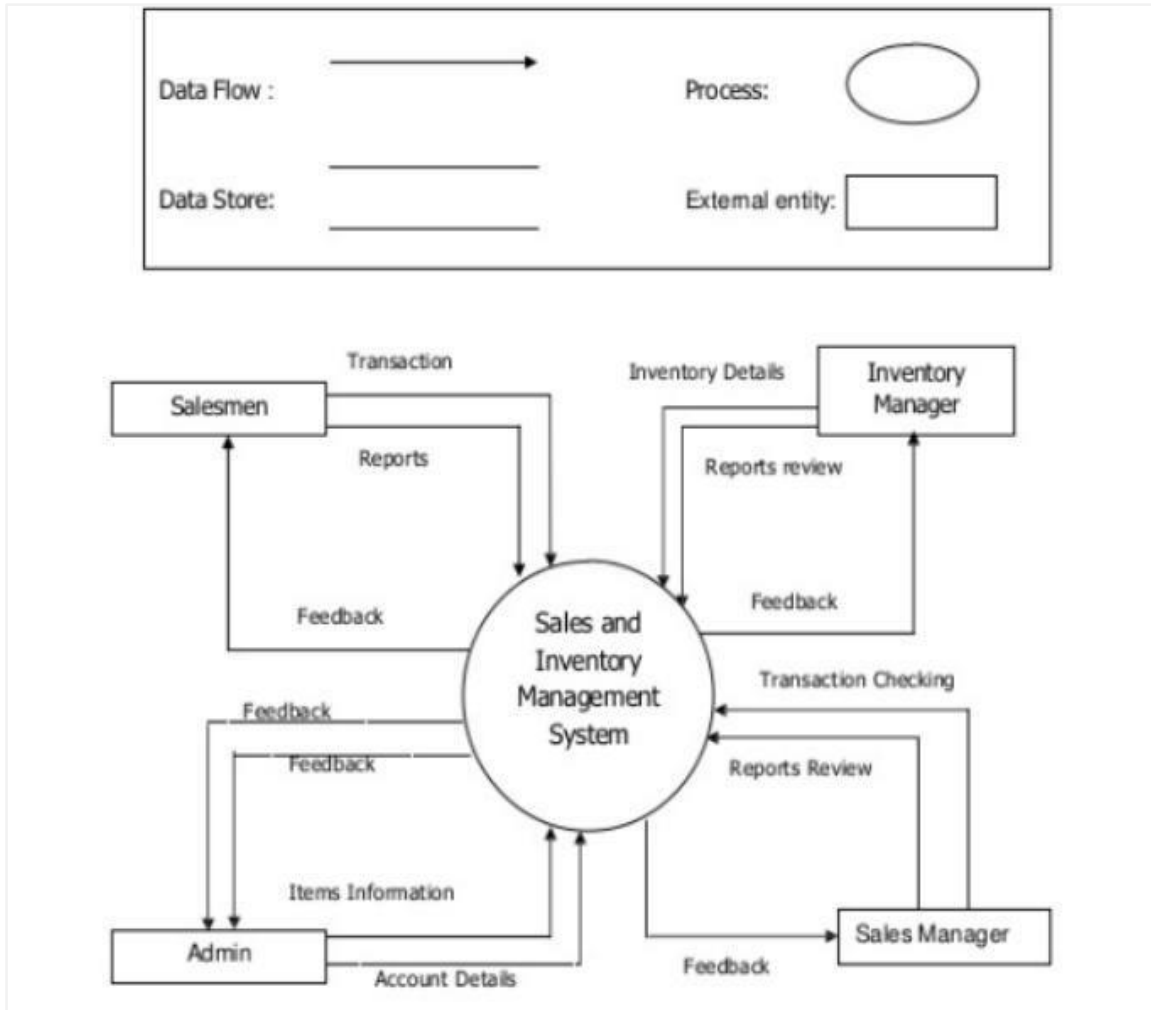 Data Flow :
Process:
Data Store:
External entity:
Transaction
Inventory Details
Inventory
Manager
Salesmen
Reports
Reports review
Feedback
Feedback
Sales and
Inventory
Management
System
Transaction Checking
Feedback
Feedback
Reports Review
Items Information
Admin
Sales Manager
Account Details
Feedback